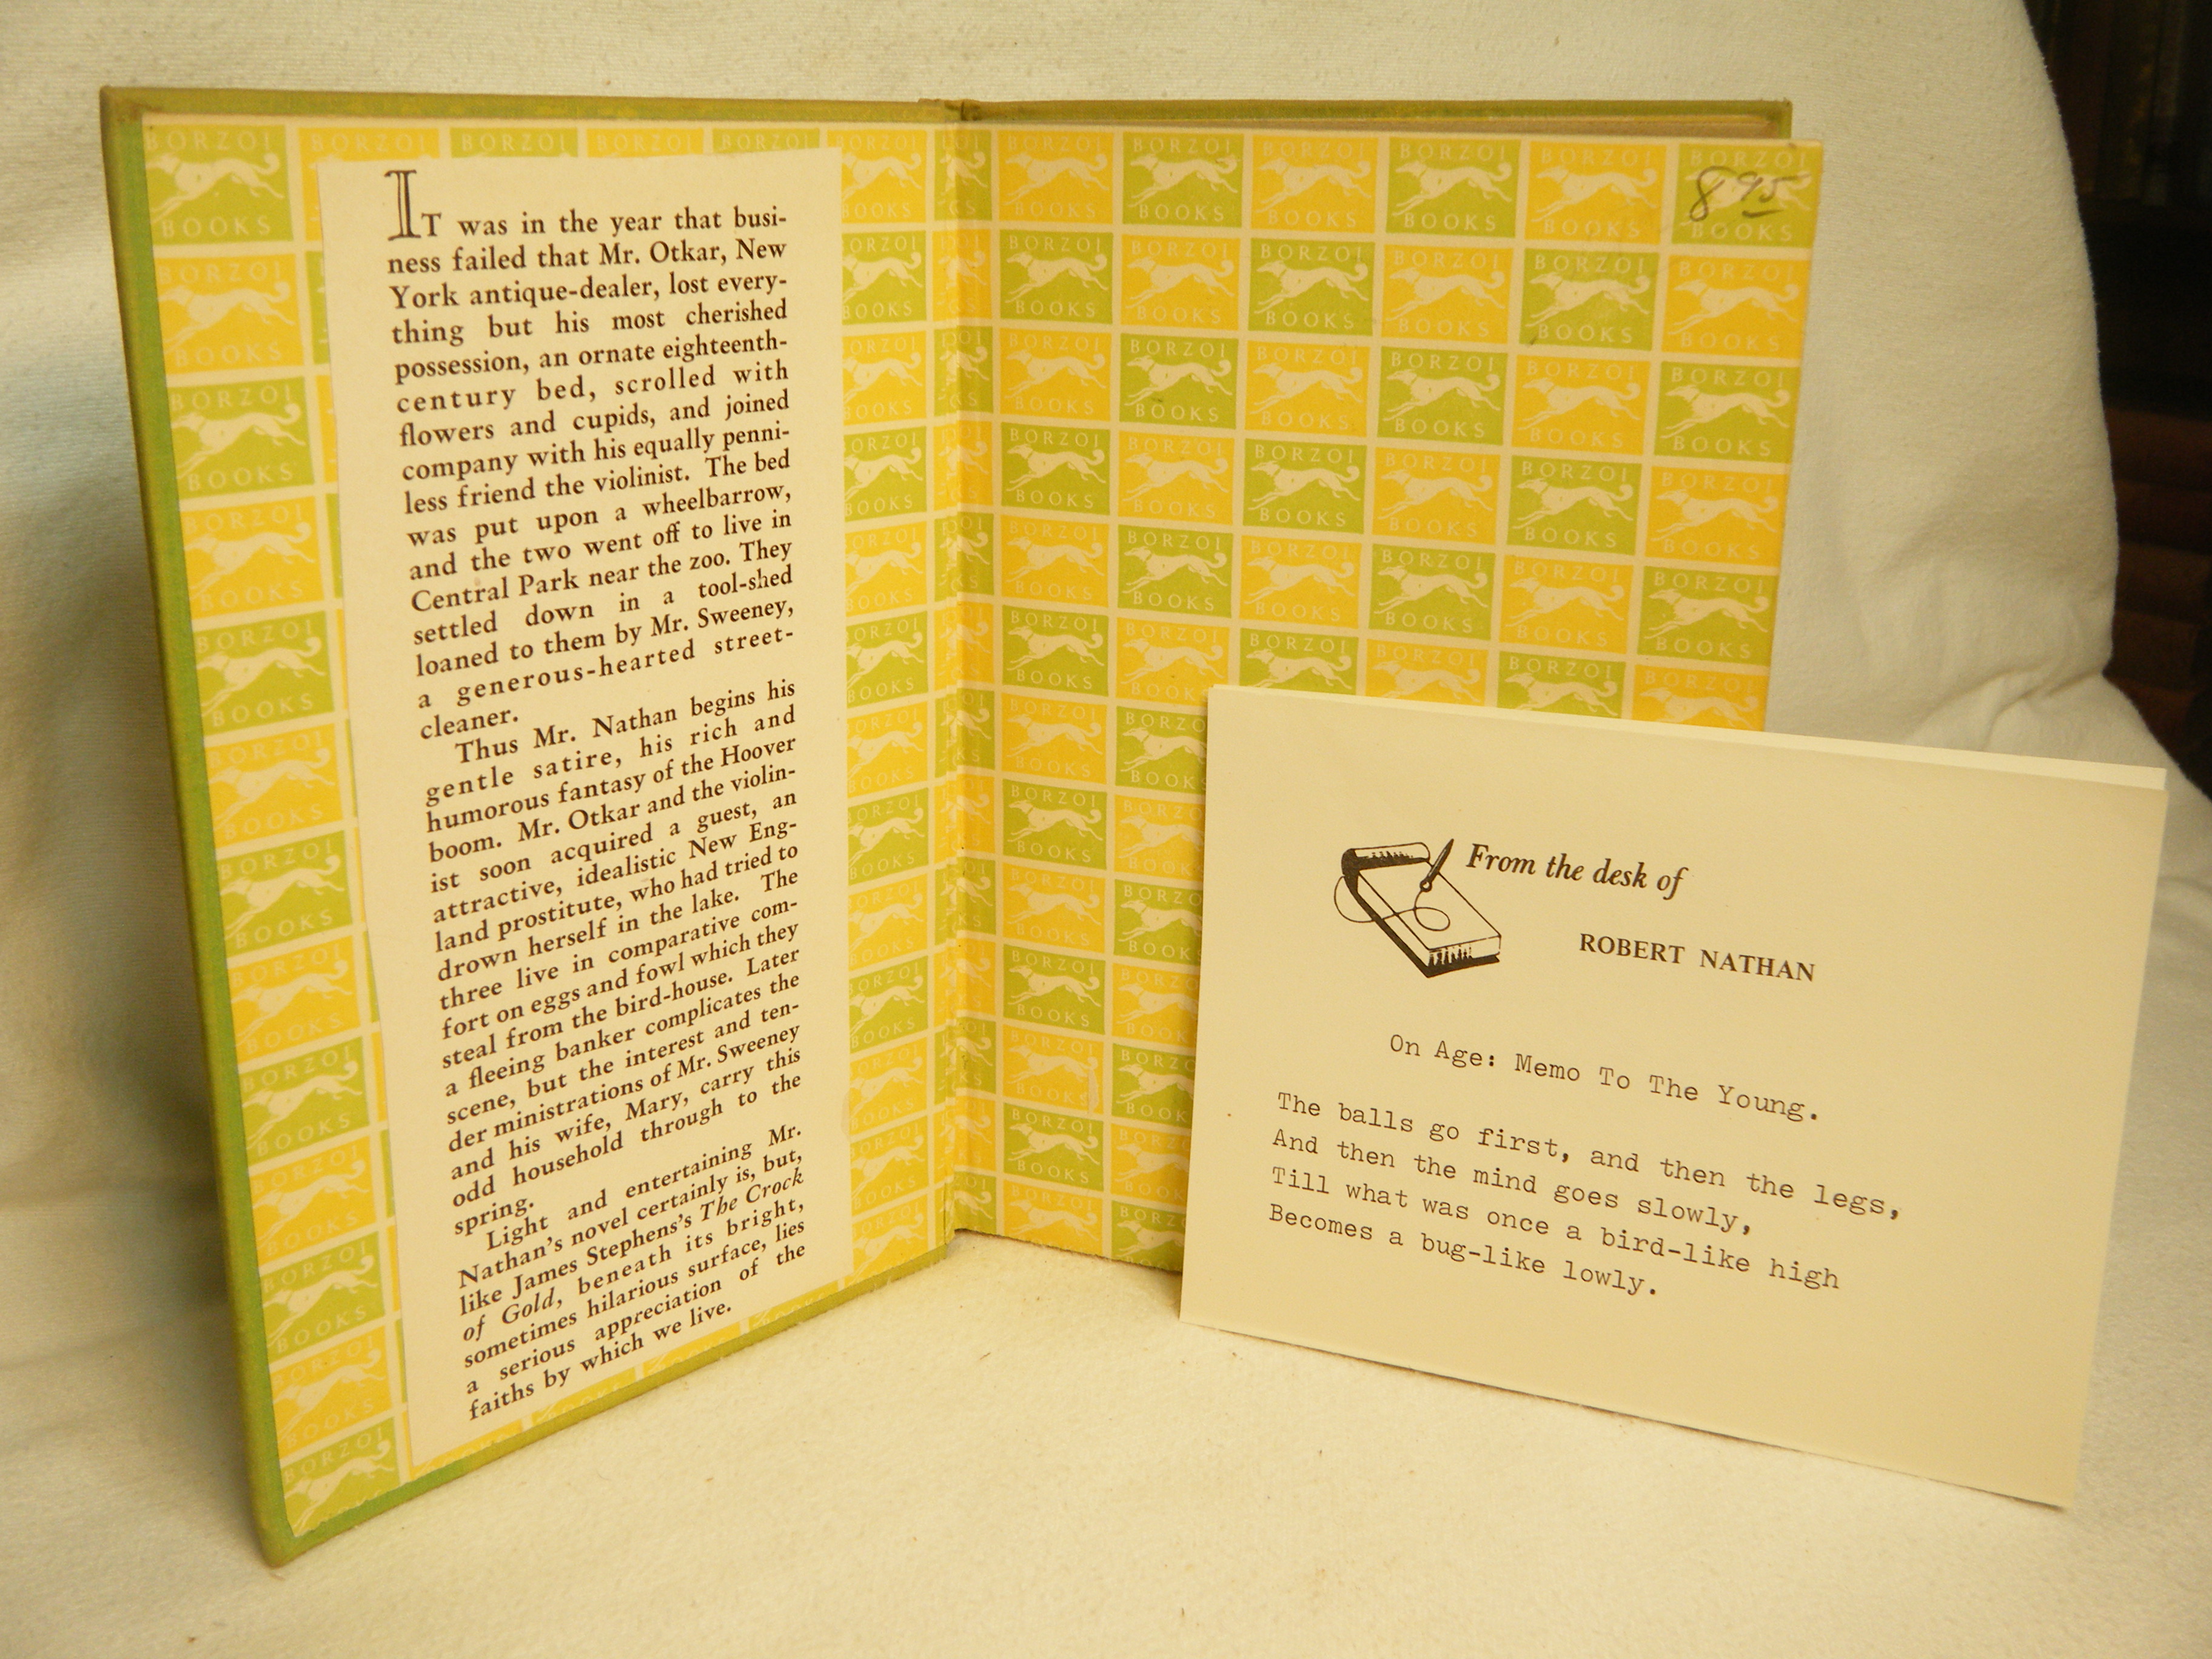 IT was in the year that busi-
ness failed that Mr. Otkar, New
York antique-dealer, lost every-
thing but his most cherished
possession, an ornate eighteenth-
century bed, scrolled with
flowers and cupids, and joined
company with his equally penni-
less friend the violinist. The bed
was put upon a wheelbarrow,
and the two went off to live in
Central Park near the zoo. They
settled down in a tool-shed
loaned to them by Mr. Sweeney,
a generous-hearted street-
cleaner.
Thus Mr. Nathan begins his
gentle satire, his rich and
humorous fantasy of the Hoover
boom. Mr. Otkar and the violin-
ist soon acquired a guest, an
attractive, idealistic New Eng-
land prostitute, who had tried to
drown herself in the lake. The
three live in comparative com-
fort on eggs and fowl which they
steal from the bird-house. Later
a fleeing banker complicates the
scene, but the interest and ten-
der ministrations of Mr. Sweeney
and his wife, Mary, carry this
odd household through to the
spring.
Light and entertaining Mr.
Nathan's novel certainly is, but,
like James Stephens's The Crock
of Gold, beneath its bright,
sometimes hilarious surface, lies
a serious appreciation of the
faiths by which we live.
BORZOI
BOOKS
8 95
From the desk of
ROBERT NATHAN
On Age: Memo To The Young.
The balls go first, and then the legs,
And then the mind goes slowly,
Till what was once a bird-like high
Becomes a bug-like lowly.